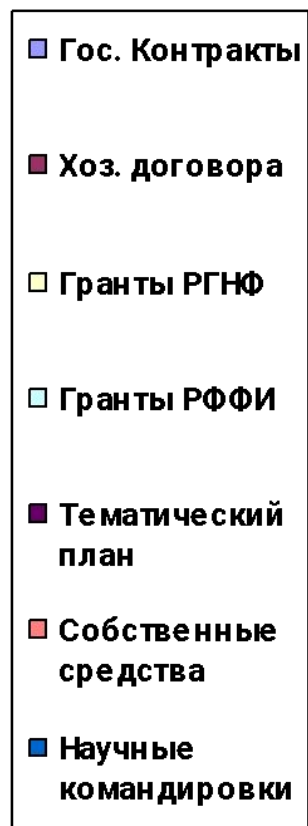 Гос. Контракты
Хоз. договора
Гранты РГНФ
Гранты РФФИ
Тематический
план
Собственные
средства
Научные
командировки